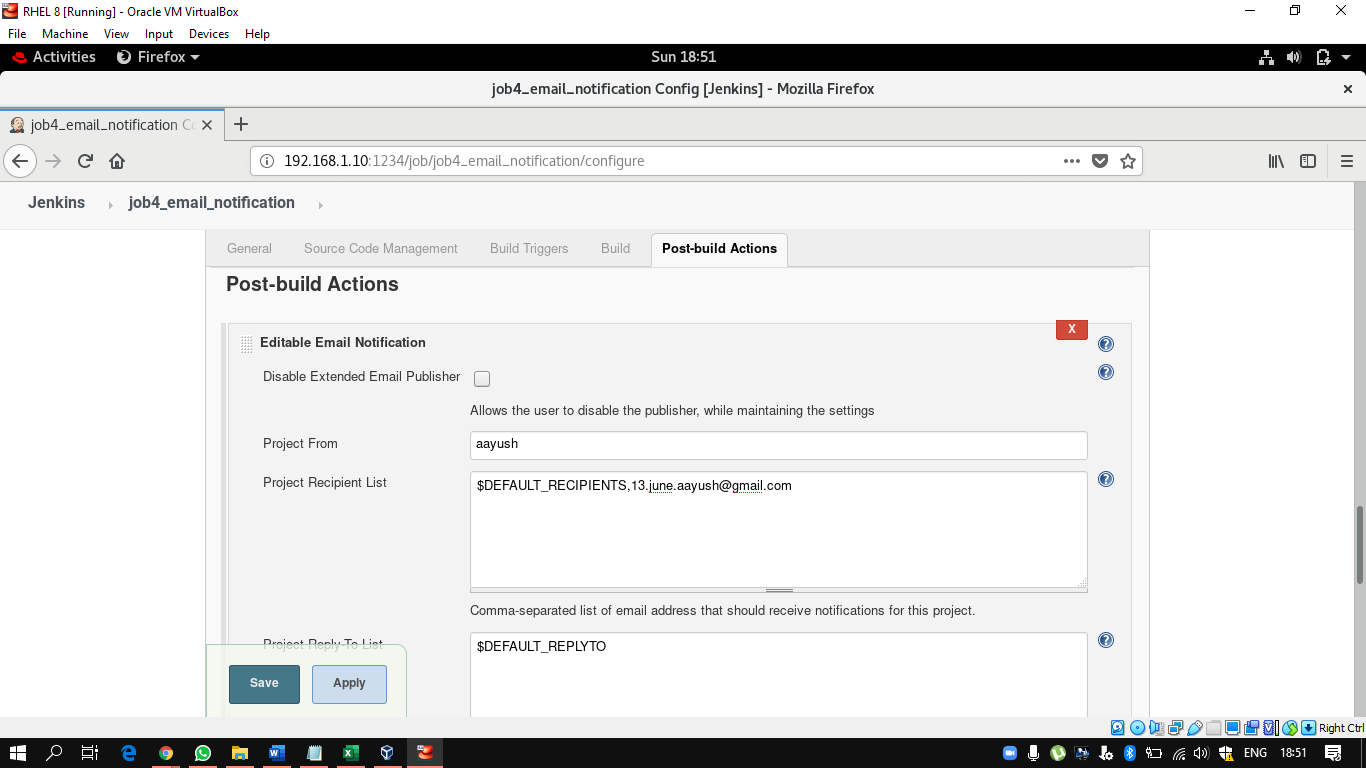 RHEL 8 [Running] - Oracle VM VirtualBox
File Machine View Input Devices Help
Activities Firefox Sun 18:51
job4_email_notification Config [Jenkins] - Mozilla Firefox
job4_email_notification Co
192.168.1.10:1234/job/job4_email_notification/configure
Jenkins job4_email_notification
General Source Code Management Build Triggers Build Post-build Actions
Post-build Actions
X
Editable Email Notification
Disable Extended Email Publisher
Allows the user to disable the publisher, while maintaining the settings
Project From aayush
Project Recipient List $DEFAULT_RECIPIENTS,13.june.aayush@gmail.com
Comma-separated list of email address that should receive notifications for this project.
Project Reply-To List $DEFAULT_REPLYTO
Save Apply
Right Ctrl
ENG 18:51